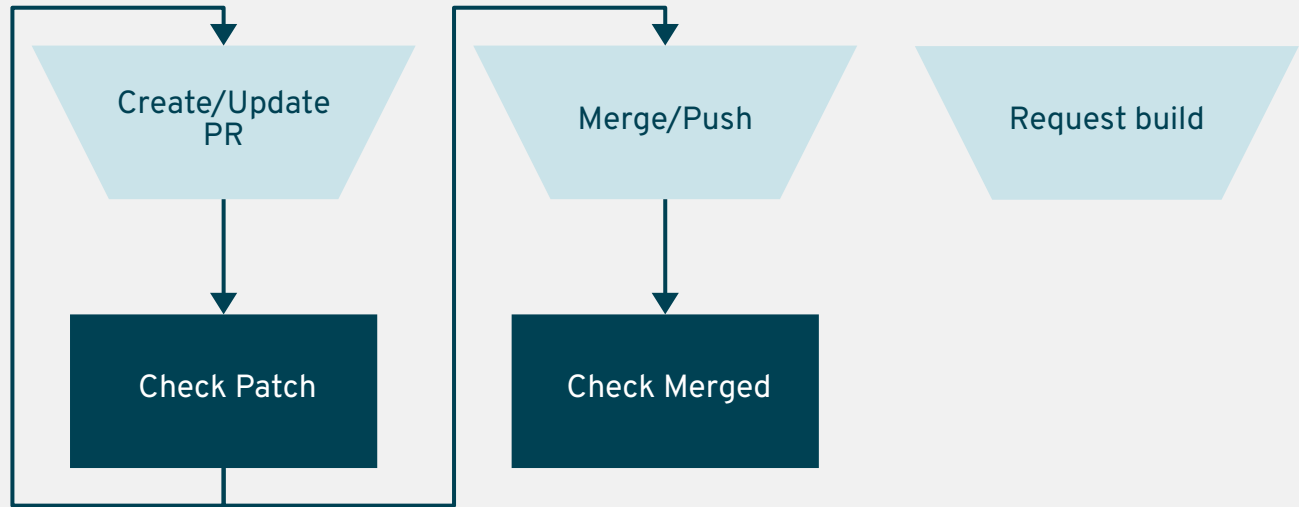 Create/Update
PR
Merge/Push
Request build
Check Patch
Check Merged